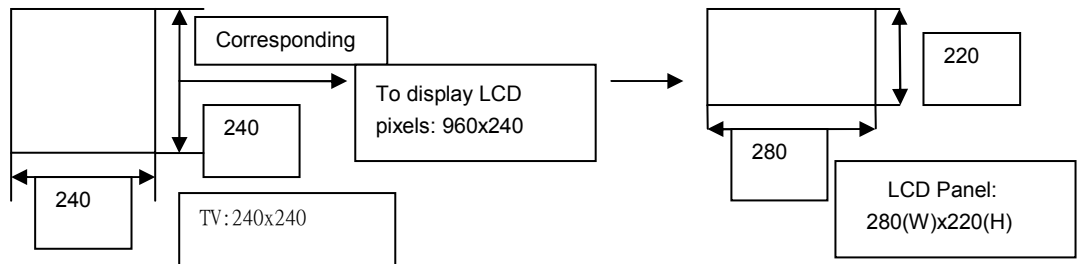 Corresponding
240
240
TV:240x240
To display LCD
pixels: 960x240
220
280
LCD Panel:
280(W)x220(H)